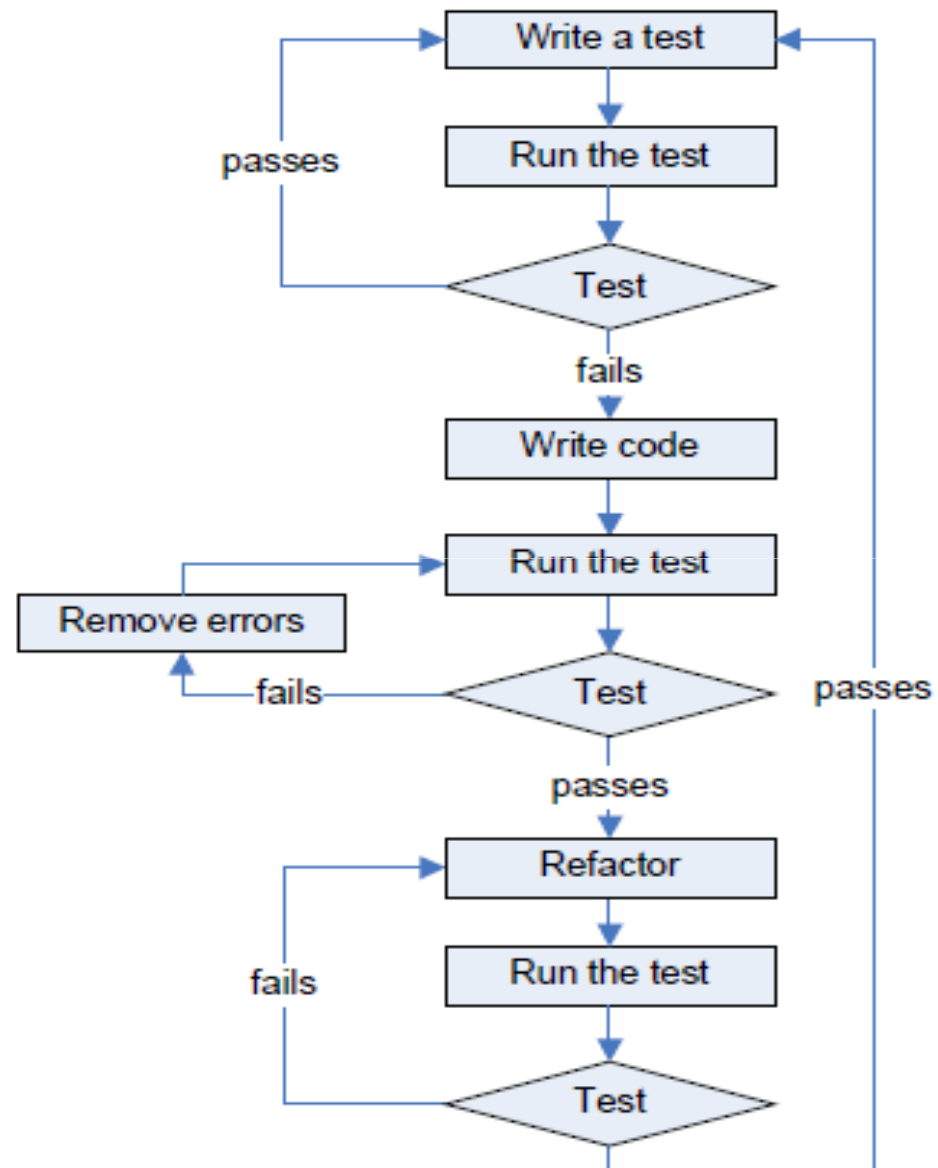 Write a test
Run the test
passes
Test
fails
Write code
Run the test
Remove errors
fails
Test
passes
passes
Refactor
Run the test
fails
Test